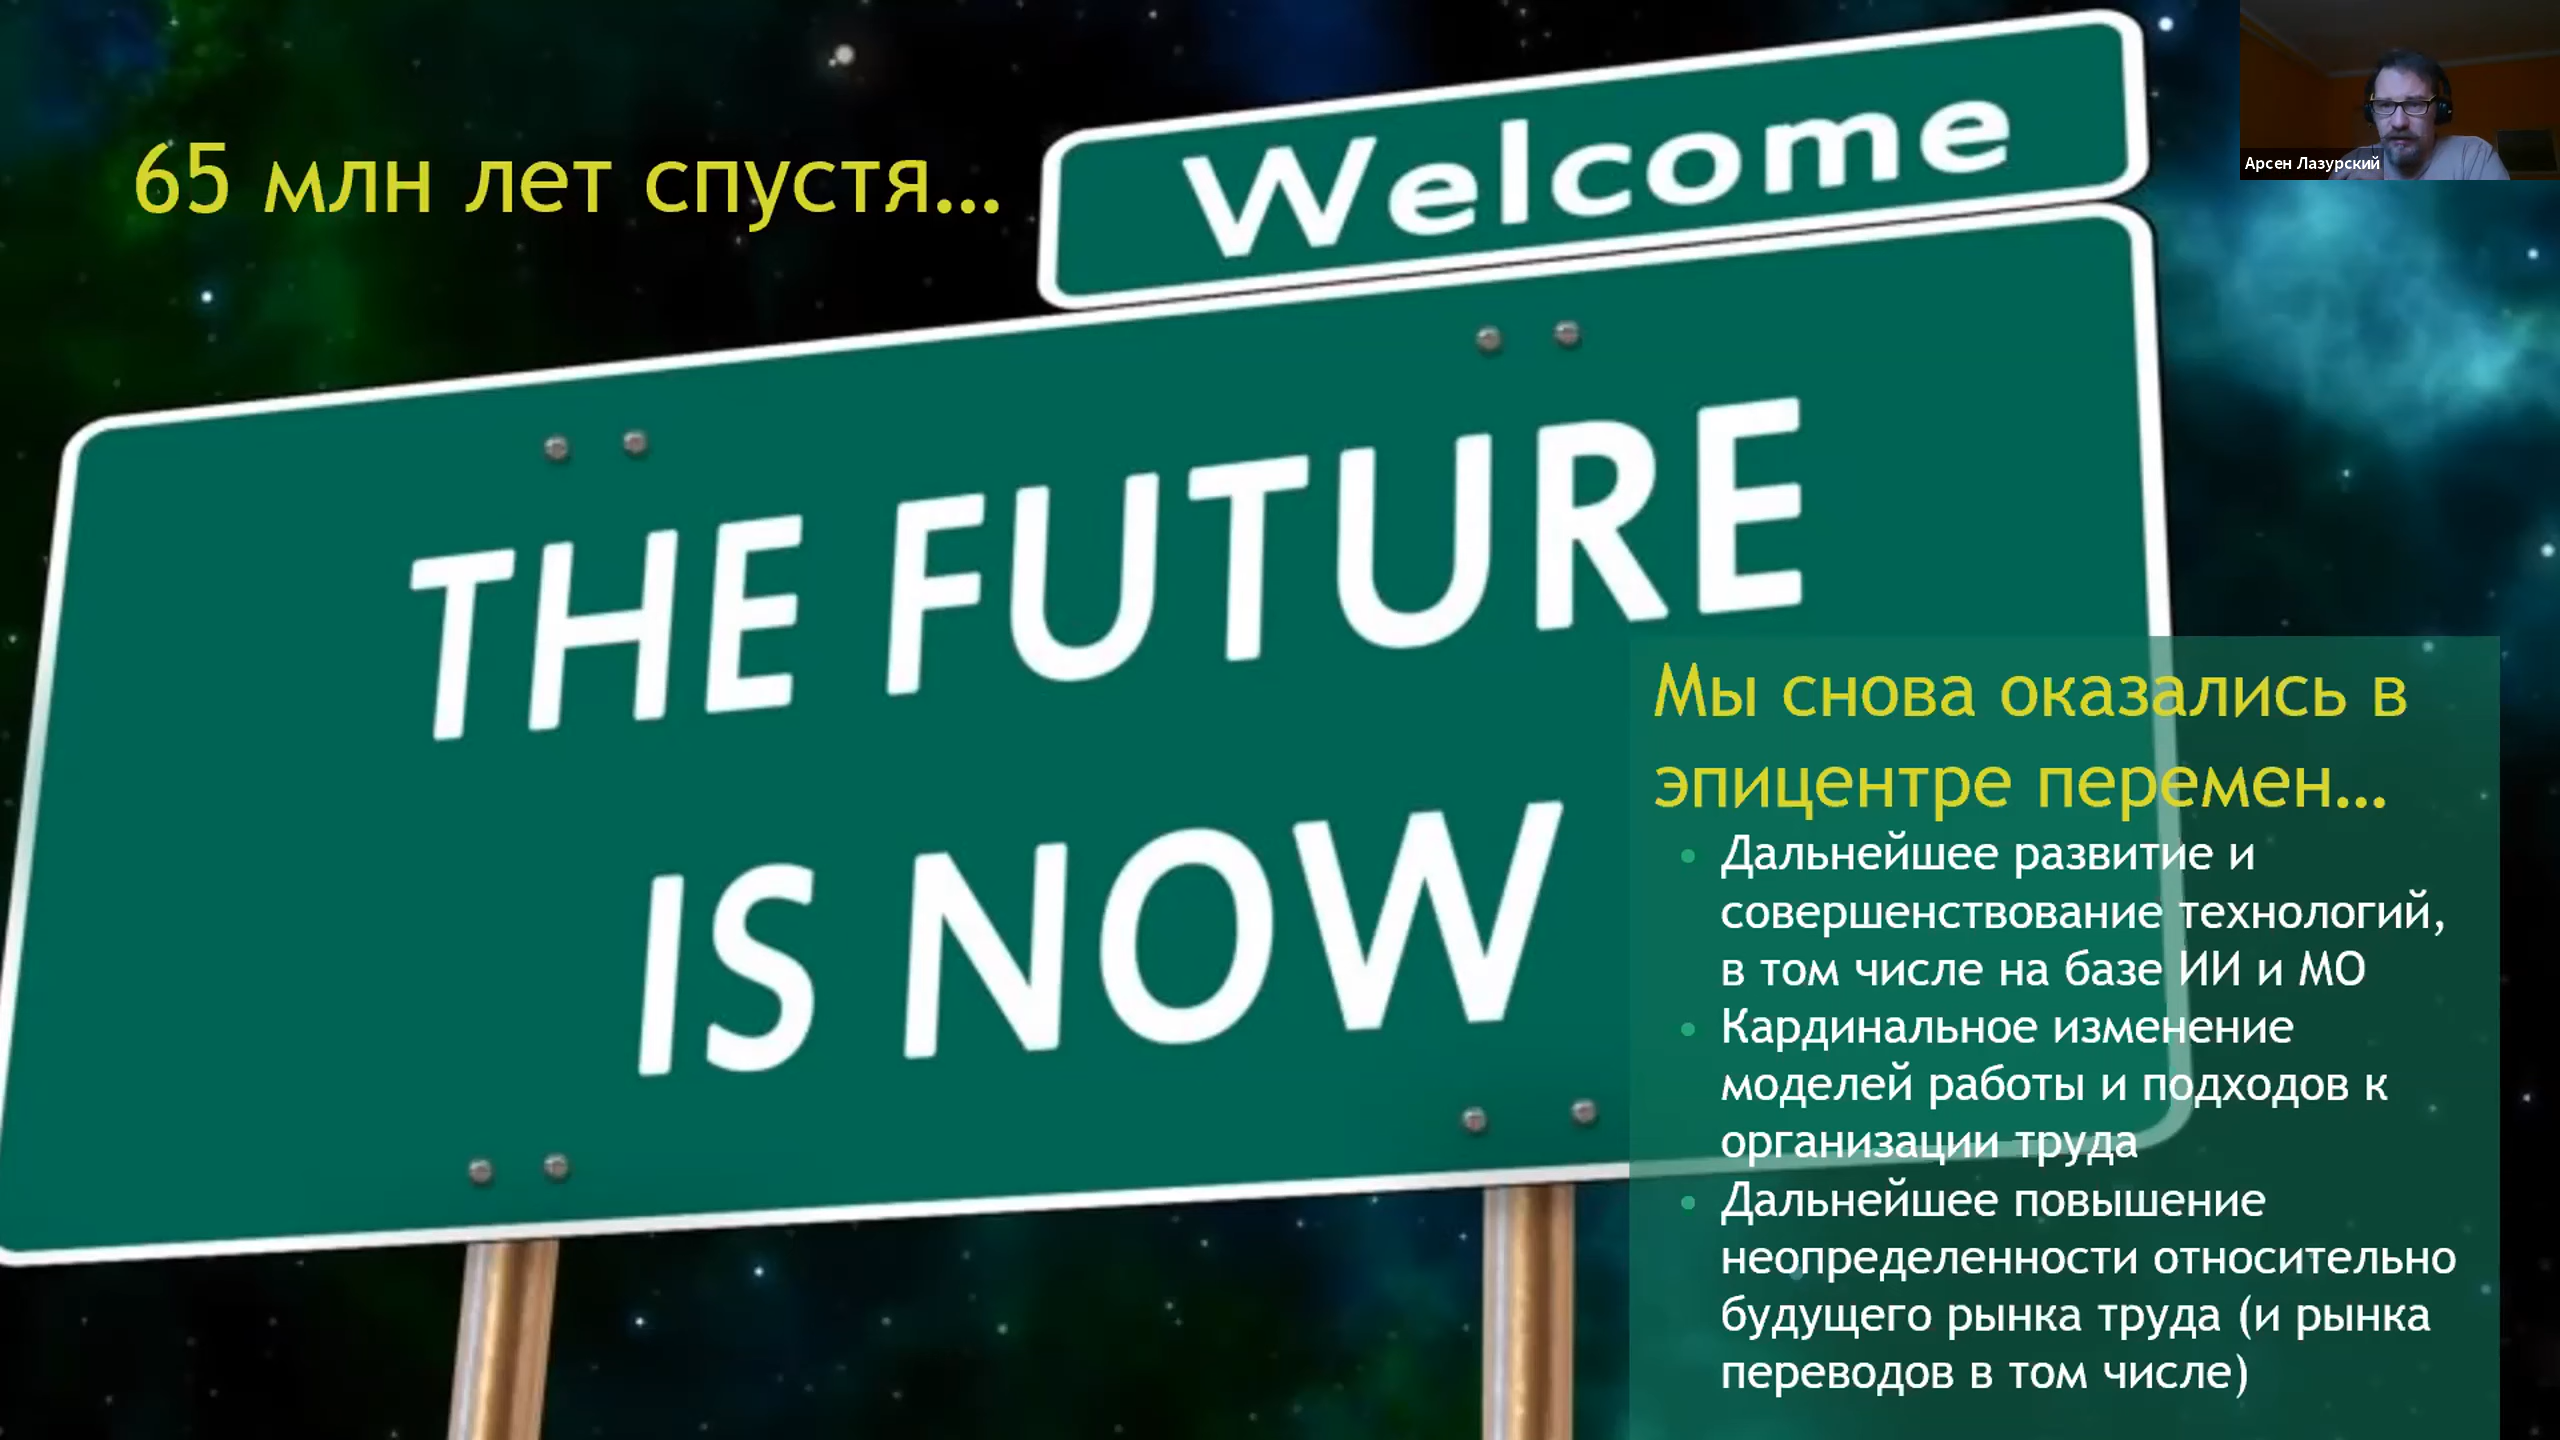 65 млн лет спустя...
Welcome
Арсен Лазурский
THE FUTURE
IS NOW
Мы снова оказались в
эпицентре перемен...
• Дальнейшее развитие и
совершенствование технологий,
в том числе на базе ИИ и МО
• Кардинальное изменение
моделей работы и подходов к
организации труда
• Дальнейшее повышение
неопределенности относительно
будущего рынка труда (и рынка
переводов в том числе)